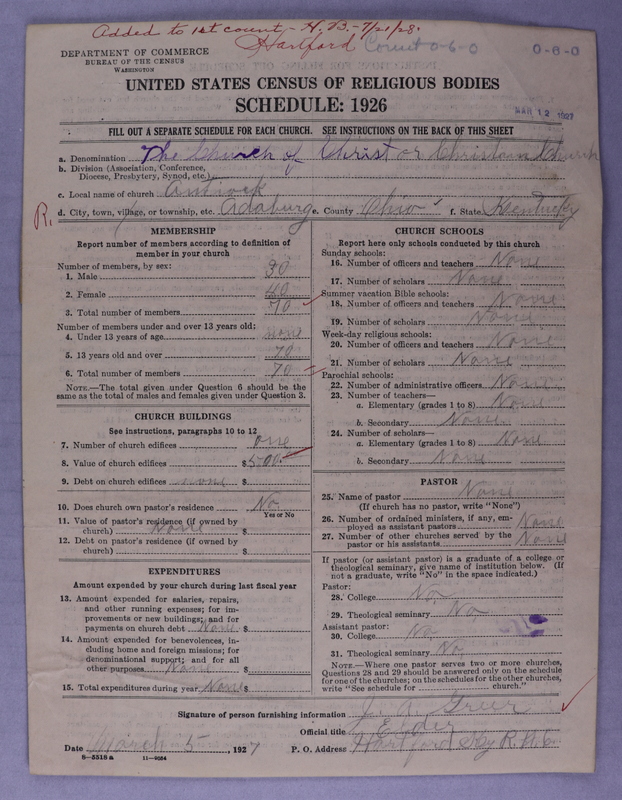 Added to 1st count - H. B. - 7/21/28.
Hartford Count 0-6-0 0-6-0
DEPARTMENT OF COMMERCE
BUREAU OF THE CENSUS
WASHINGTON
UNITED STATES CENSUS OF RELIGIOUS BODIES
SCHEDULE: 1926
MAR 12 1927
FILL OUT A SEPARATE SCHEDULE FOR EACH CHURCH. SEE INSTRUCTIONS ON THE BACK OF THIS SHEET
a. Denomination The Church of Christ or Christain Church
b. Division (Association, Conference, Diocese, Presbytery, Synod, etc.)
c. Local name of church Antiock
R. d. City, town, village, or township, etc. Adaburg e. County Ohio f. State Kentucky
MEMBERSHIP
Report number of members according to definition of
member in your church
Number of members, by sex:
1. Male 30
2. Female 40
3. Total number of members 70
Number of members under and over 13 years old:
4. Under 13 years of age none
5. 13 years old and over 70
6. Total number of members 70
NOTE.—The total given under Question 6 should be the
same as the total of males and females given under Question 3.
CHURCH BUILDINGS
See instructions, paragraphs 10 to 12
7. Number of church edifices one
8. Value of church edifices $500.
9. Debt on church edifices none $
10. Does church own pastor's residence No
Yes or No
11. Value of pastor's residence (if owned by
church) None $
12. Debt on pastor's residence (if owned by
church) $
EXPENDITURES
Amount expended by your church during last fiscal year
13. Amount expended for salaries, repairs,
and other running expenses; for im-
provements or new buildings; and for
payments on church debt None $
14. Amount expended for benevolences, in-
cluding home and foreign missions; for
denominational support; and for all
other purposes None $
15. Total expenditures during year None $
CHURCH SCHOOLS
Report here only schools conducted by this church
Sunday schools:
16. Number of officers and teachers None
17. Number of scholars None
Summer vacation Bible schools:
18. Number of officers and teachers None
19. Number of scholars None
Week-day religious schools:
20. Number of officers and teachers None
21. Number of scholars None
Parochial schools:
22. Number of administrative officers None
23. Number of teachers—
a. Elementary (grades 1 to 8) None
b. Secondary None
24. Number of scholars—
a. Elementary (grades 1 to 8) None
b. Secondary None
PASTOR
25. Name of pastor None
(If church has no pastor, write "None")
26. Number of ordained ministers, if any, em-
ployed as assistant pastors None
27. Number of other churches served by the
pastor or his assistants None
If pastor (or assistant pastor) is a graduate of a college or
theological seminary, give name of institution below. (If
not a graduate, write "No" in the space indicated.)
Pastor:
28. College No
29. Theological seminary No
Assistant pastor:
30. College No
31. Theological seminary No
NOTE.—Where one pastor serves two or more churches,
Questions 28 and 29 should be answered only on the schedule
for one of the churches; on the schedules for the other churches,
write "See schedule for church."
Signature of person furnishing information J. A. Greer
Official title Elder
Date March 5, 1927 P. O. Address Hartford Ky R. No 6
6—5518a 11—9054